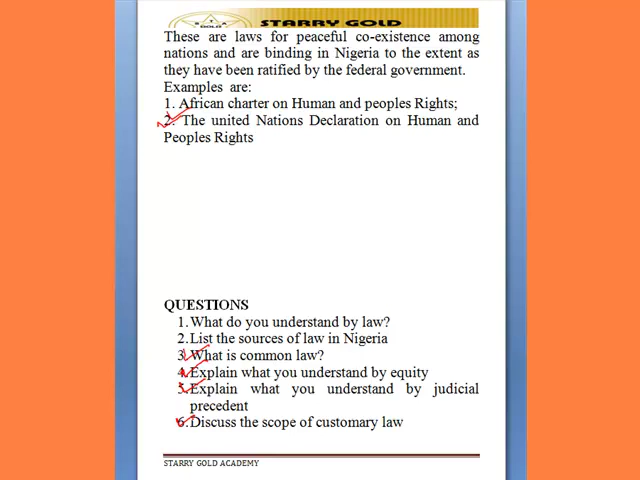 STARRY GOLD
These are laws for peaceful co-existence among
nations and are binding in Nigeria to the extent as
they have been ratified by the federal government.
Examples are:
1. African charter on Human and peoples Rights;
2. The united Nations Declaration on Human and
Peoples Rights
QUESTIONS
1. What do you understand by law?
2. List the sources of law in Nigeria
3. What is common law?
4. Explain what you understand by equity
5. Explain what you understand by judicial
precedent
6. Discuss the scope of customary law
STARRY GOLD ACADEMY